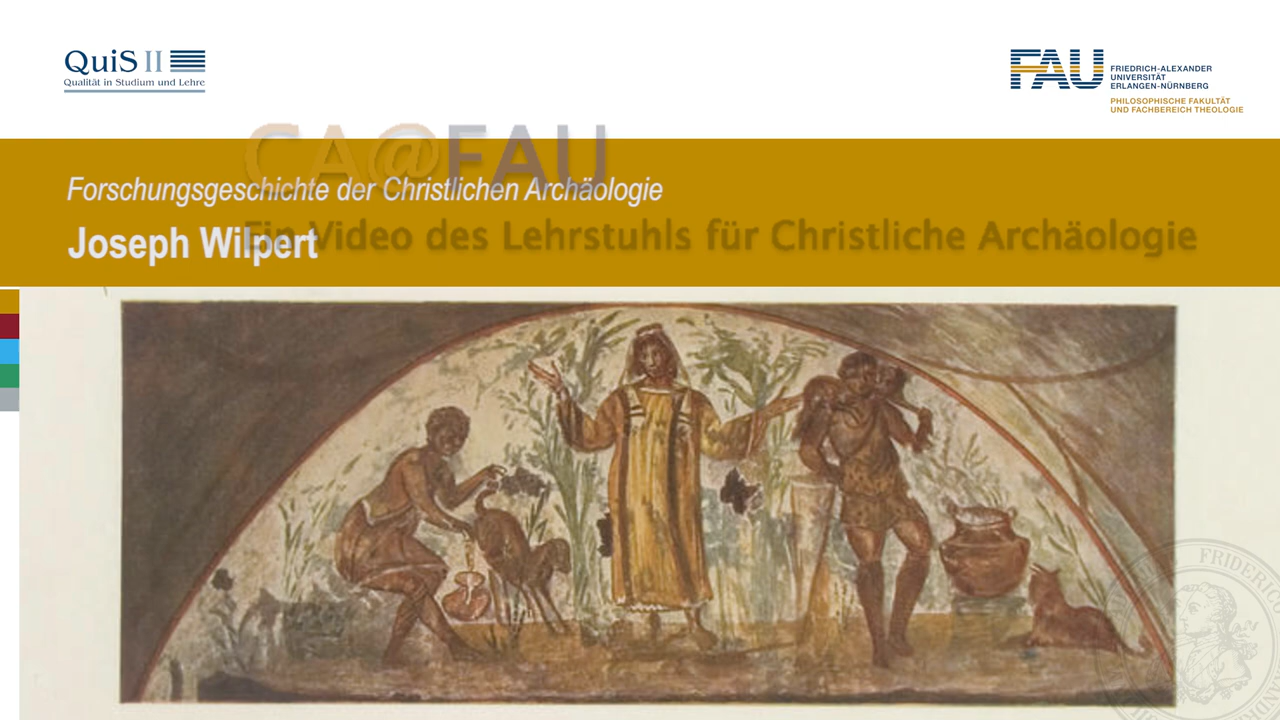 QuiS II
Qualität in Studium und Lehre
FAU
FRIEDRICH-ALEXANDER
UNIVERSITÄT
ERLANGEN-NÜRNBERG
PHILOSOPHISCHE FAKULTÄT
UND FACHBEREICH THEOLOGIE
CA@FAU
Forschungsgeschichte der Christlichen Archäologie
Ein Video des Lehrstuhls für Christliche Archäologie
Joseph Wilpert
FRIDERIC